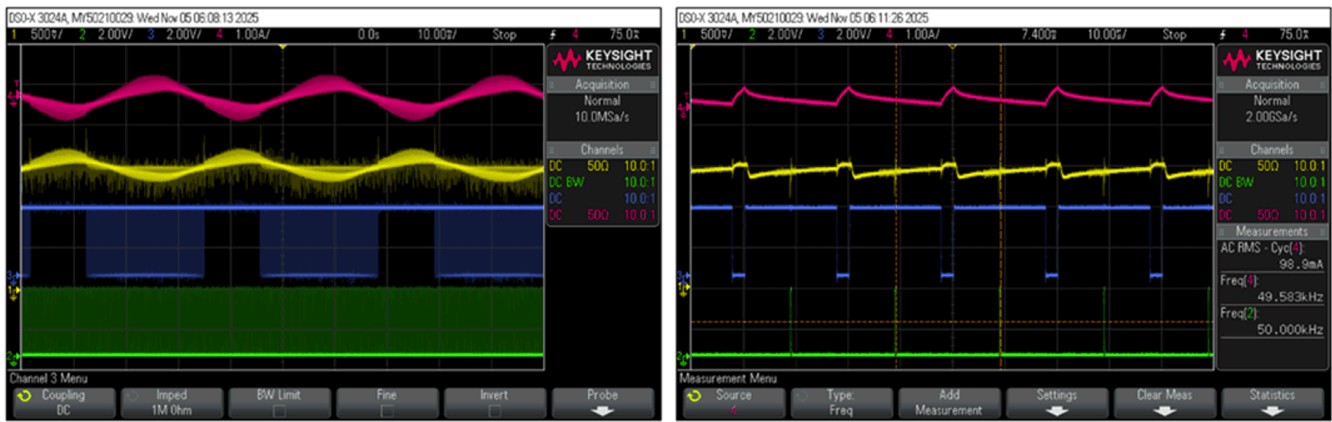 DSO-X 3024A, MY50210029: Wed Nov 05 06:08:13 2025
1 500♉/ 2 2.00V/ 3 2.00V/ 4 1.00A/ 0.0s 10.00♉/ Stop 4 75.0♉
KEYSIGHT
TECHNOLOGIES
Acquisition
Normal
10.0MSa/s
Channels
DC 50Ω 10.0:1
DC BW 10.0:1
DC 10.0:1
DC 50Ω 10.0:1
Channel 3 Menu
Coupling
DC
Imped
1M Ohm
BW Limit
Fine
Invert
Probe
DSO-X 3024A, MY50210029: Wed Nov 05 06:11:26 2025
1 500♉/ 2 2.00V/ 3 2.00V/ 4 1.00A/ 7.400♉ 10.00♉/ Stop 4 75.0♉
KEYSIGHT
TECHNOLOGIES
Acquisition
Normal
2.00GSa/s
Channels
DC 50Ω 10.0:1
DC BW 10.0:1
DC 10.0:1
DC 50Ω 10.0:1
Measurements
AC RMS - Cyc(4):
98.9mA
Freq(4):
49.583kHz
Freq(2):
50.000kHz
Measurement Menu
Source
4
Type:
Freq
Add
Measurement
Settings
Clear Meas
Statistics